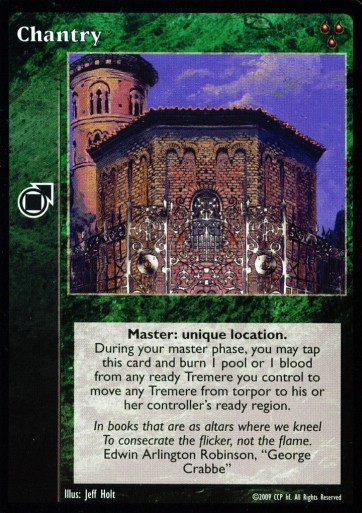 Chantry
Master: unique location.
During your master phase, you may tap
this card and burn 1 pool or 1 blood
from any ready Tremere you control to
move any Tremere from torpor to his or
her controller's ready region.
In books that are as altars where we kneel
To consecrate the flicker, not the flame.
Edwin Arlington Robinson, "George
Crabbe"
Illus: Jeff Holt
©2009 CCP hf. All Rights Reserved